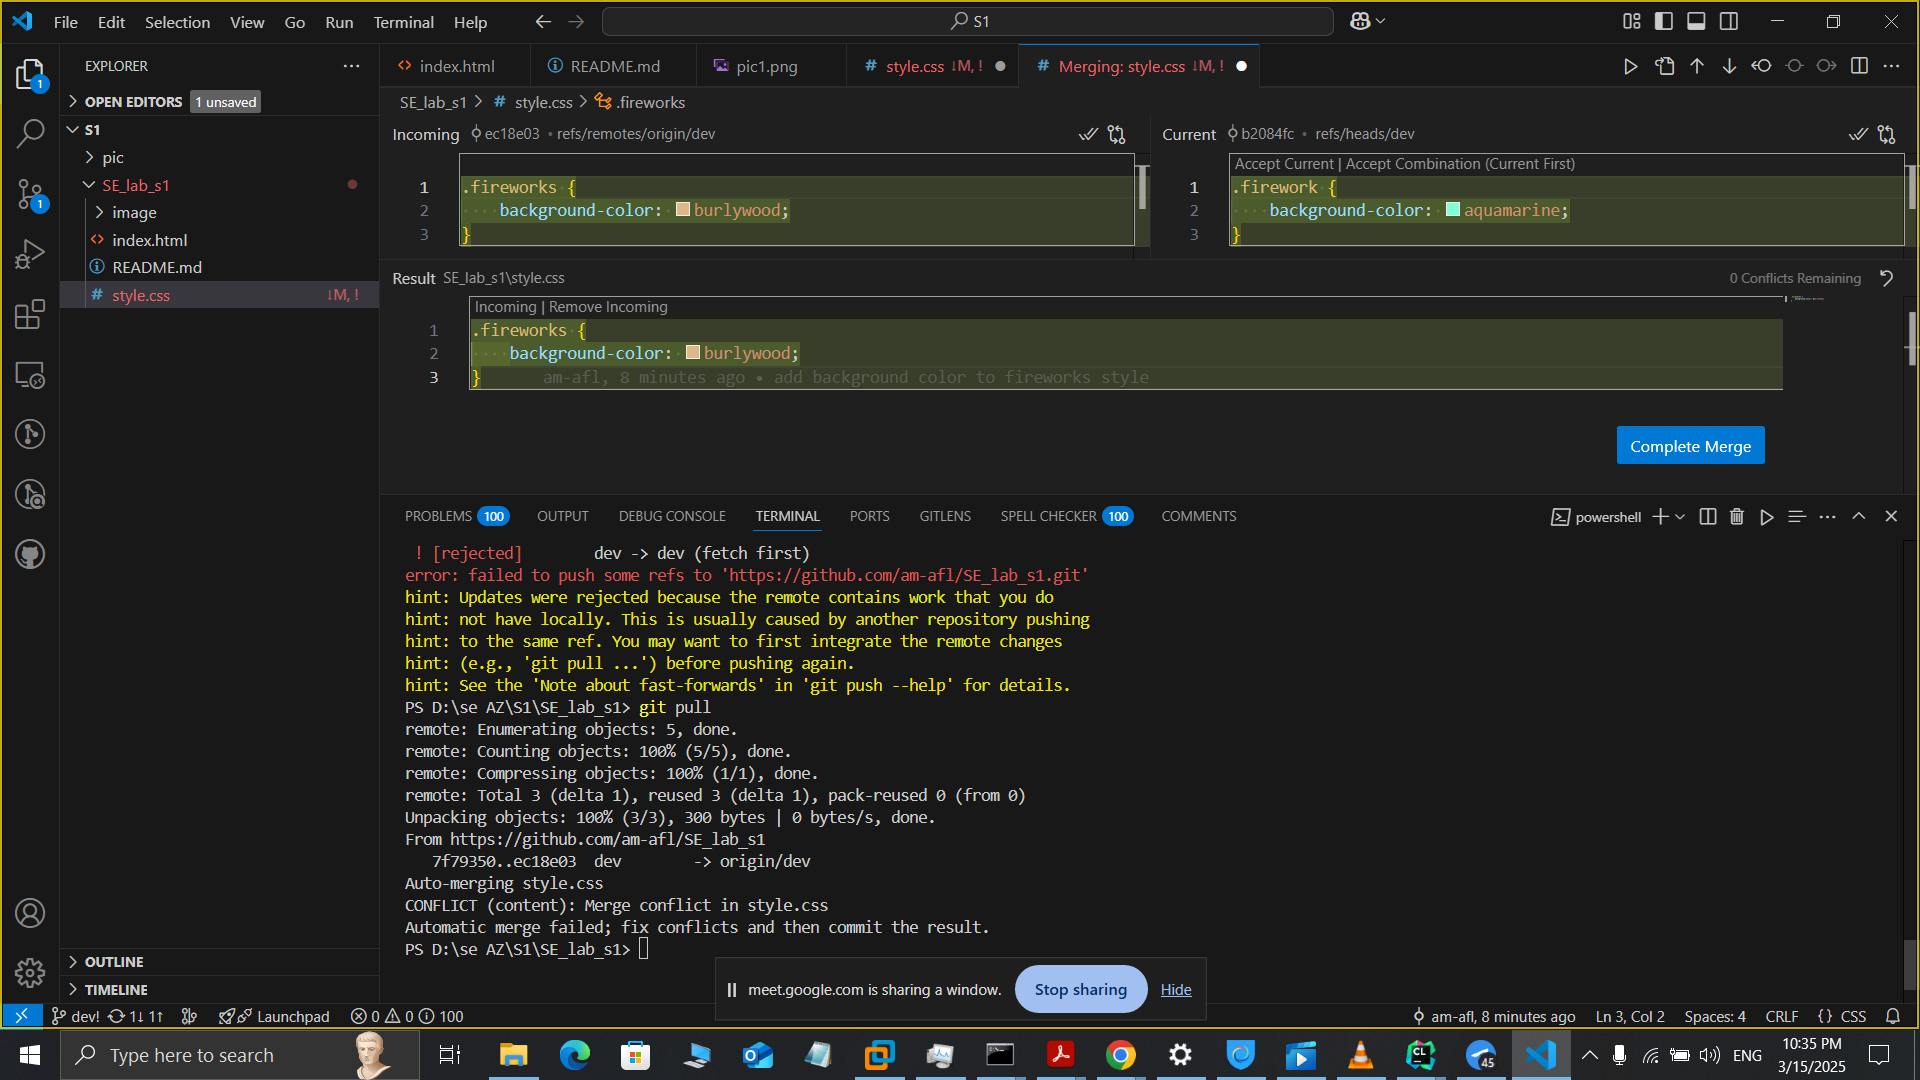 File Edit Selection View Go Run Terminal Help
S1
EXPLORER
OPEN EDITORS 1 unsaved
S1
pic
SE_lab_s1
image
index.html
README.md
style.css ↓M, !
OUTLINE
TIMELINE
index.html README.md pic1.png style.css ↓M, ! Merging: style.css ↓M, !
SE_lab_s1 > style.css > .fireworks
Incoming ec18e03 • refs/remotes/origin/dev
1 .fireworks {
2 background-color: burlywood;
3 }
Current b2084fc • refs/heads/dev
Accept Current | Accept Combination (Current First)
1 .firework {
2 background-color: aquamarine;
3 }
Result SE_lab_s1\style.css 0 Conflicts Remaining
Incoming | Remove Incoming
1 .fireworks {
2 background-color: burlywood;
3 } am-afl, 8 minutes ago • add background color to fireworks style
Complete Merge
PROBLEMS 100 OUTPUT DEBUG CONSOLE TERMINAL PORTS GITLENS SPELL CHECKER 100 COMMENTS
powershell
! [rejected] dev -> dev (fetch first)
error: failed to push some refs to 'https://github.com/am-afl/SE_lab_s1.git'
hint: Updates were rejected because the remote contains work that you do
hint: not have locally. This is usually caused by another repository pushing
hint: to the same ref. You may want to first integrate the remote changes
hint: (e.g., 'git pull ...') before pushing again.
hint: See the 'Note about fast-forwards' in 'git push --help' for details.
PS D:\se AZ\S1\SE_lab_s1> git pull
remote: Enumerating objects: 5, done.
remote: Counting objects: 100% (5/5), done.
remote: Compressing objects: 100% (1/1), done.
remote: Total 3 (delta 1), reused 3 (delta 1), pack-reused 0 (from 0)
Unpacking objects: 100% (3/3), 300 bytes | 0 bytes/s, done.
From https://github.com/am-afl/SE_lab_s1
7f79350..ec18e03 dev -> origin/dev
Auto-merging style.css
CONFLICT (content): Merge conflict in style.css
Automatic merge failed; fix conflicts and then commit the result.
PS D:\se AZ\S1\SE_lab_s1>
meet.google.com is sharing a window. Stop sharing Hide
dev! 1↓ 1↑ Launchpad 0 0 100 am-afl, 8 minutes ago Ln 3, Col 2 Spaces: 4 CRLF {} CSS
Type here to search
ENG
10:35 PM
3/15/2025